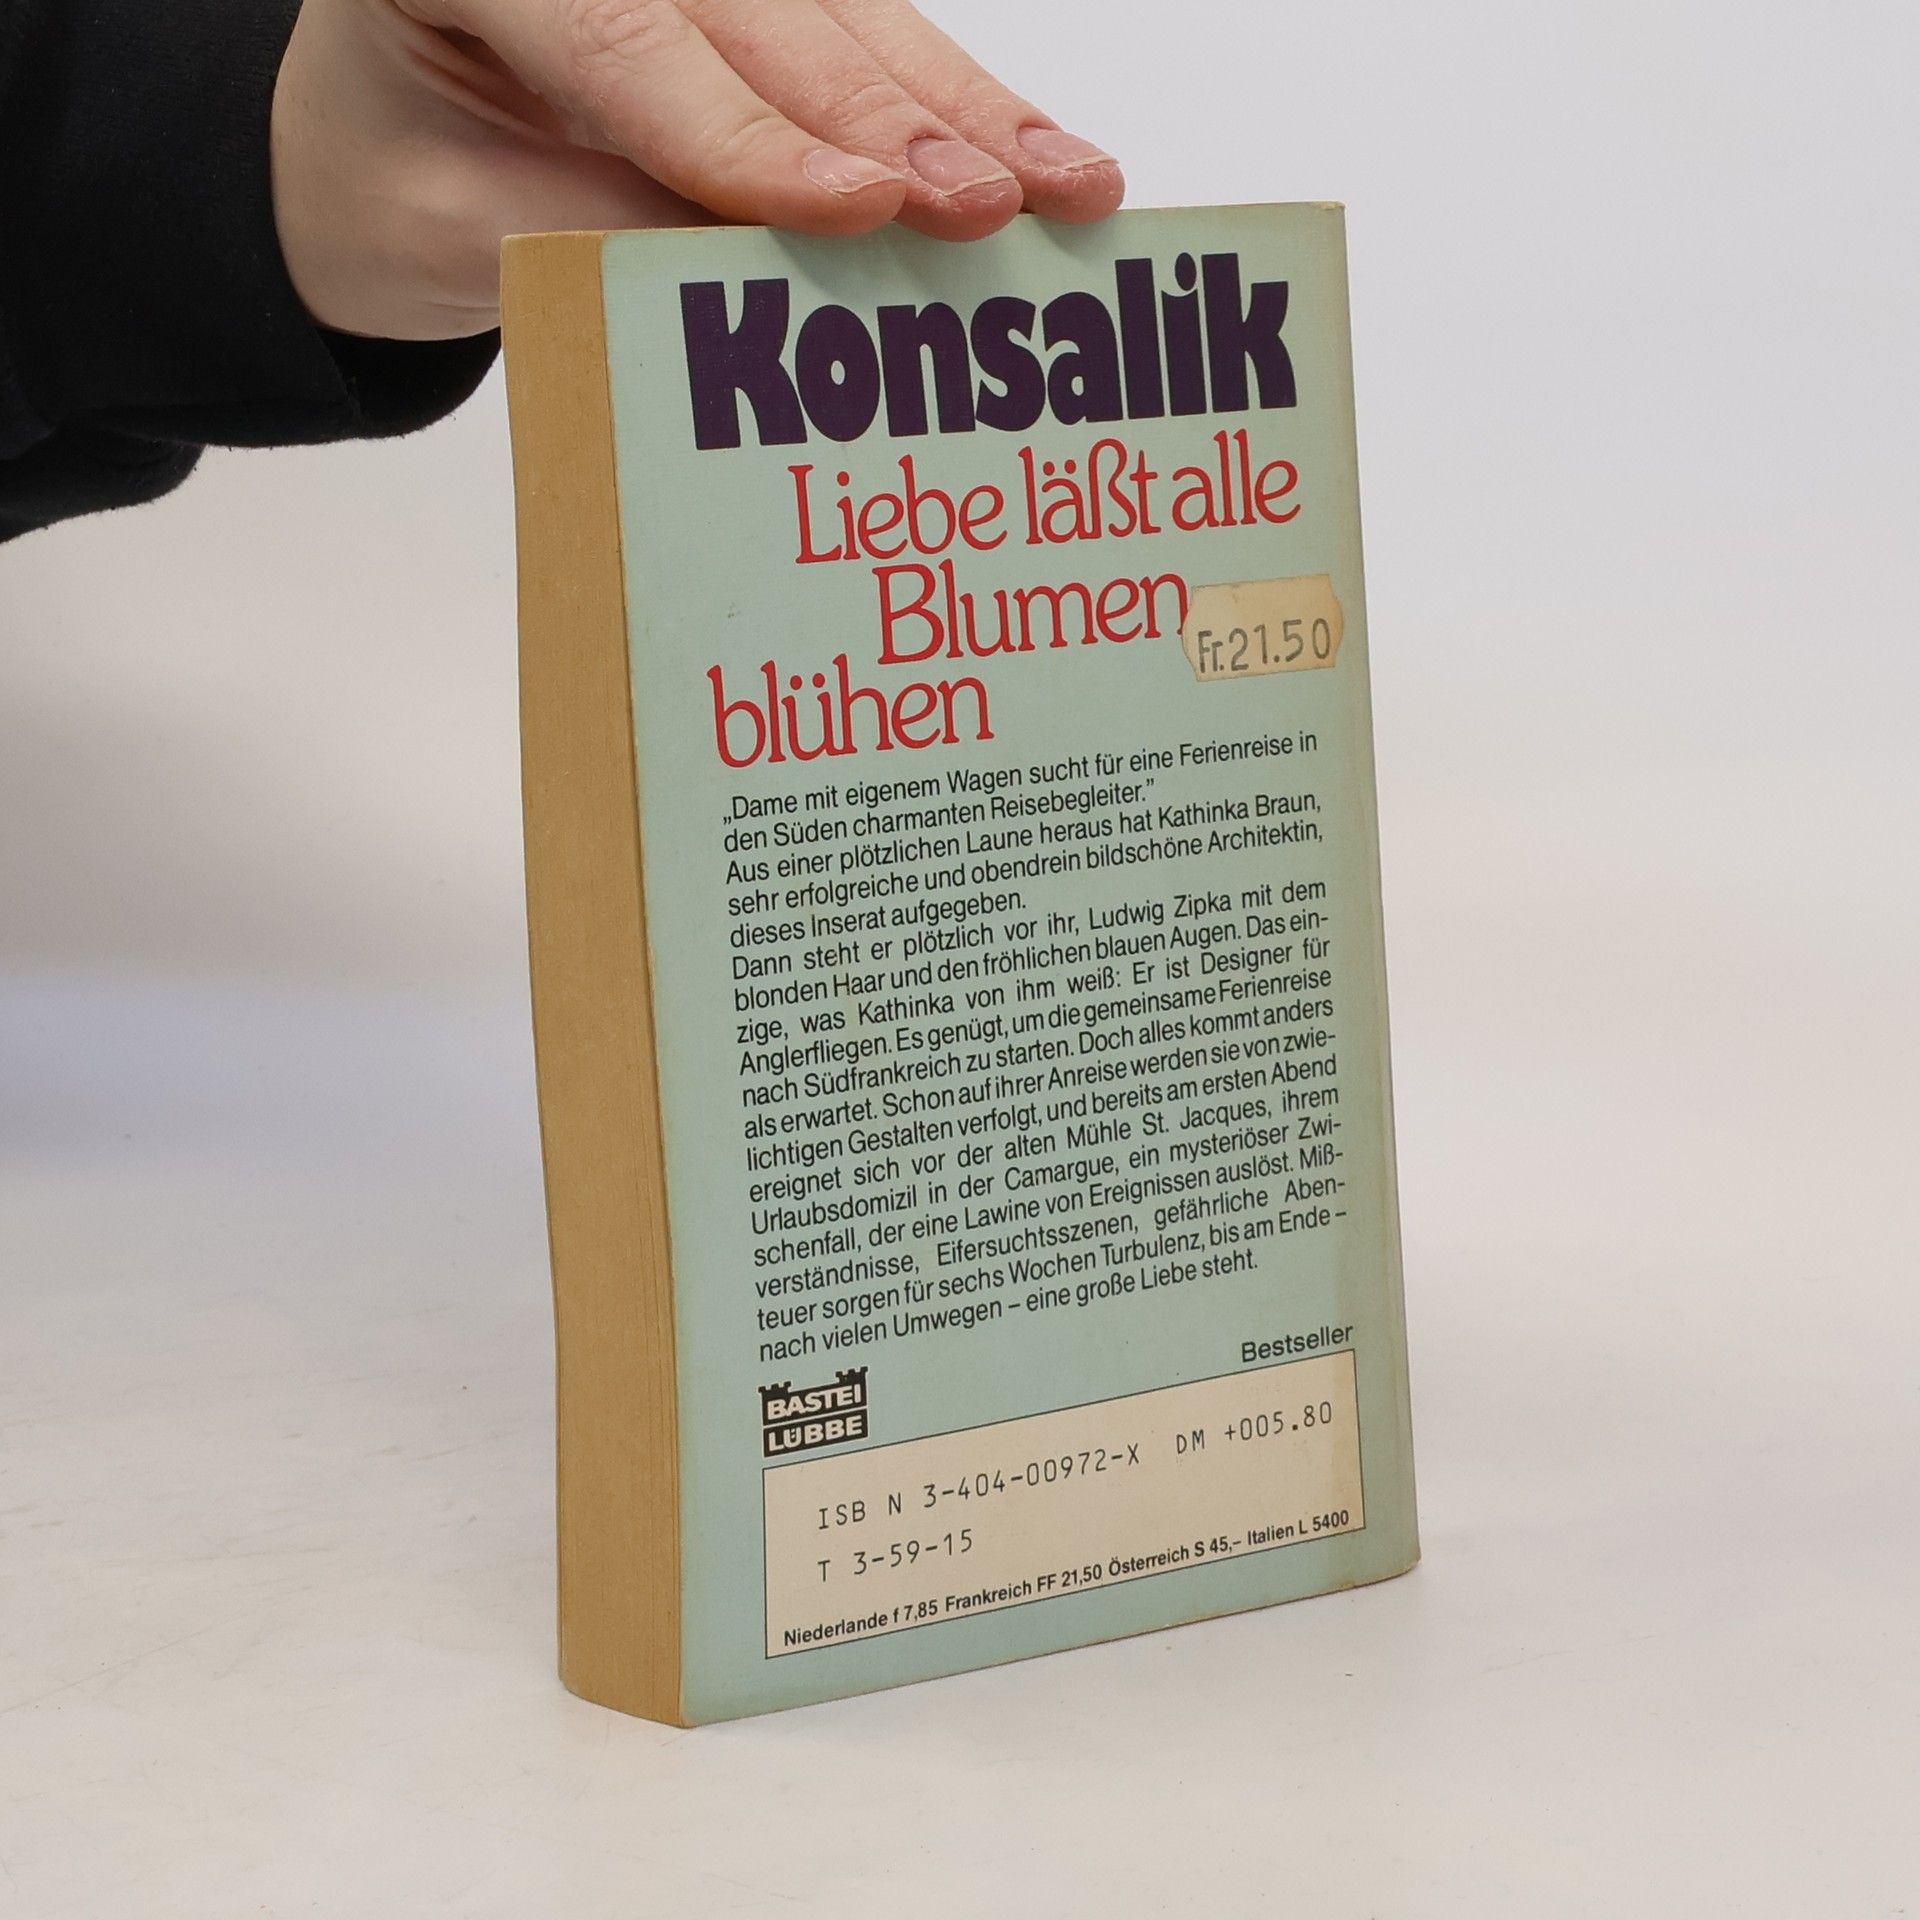 Konsalik
Liebe läßt alle
Blumen
blühen
Fr. 21.50
„Dame mit eigenem Wagen sucht für eine Ferienreise in
den Süden charmanten Reisebegleiter.”
Aus einer plötzlichen Laune heraus hat Kathinka Braun,
sehr erfolgreiche und obendrein bildschöne Architektin,
dieses Inserat aufgegeben.
Dann steht er plötzlich vor ihr, Ludwig Zipka mit dem
blonden Haar und den fröhlichen blauen Augen. Das ein-
zige, was Kathinka von ihm weiß: Er ist Designer für
Anglerfliegen. Es genügt, um die gemeinsame Ferienreise
nach Südfrankreich zu starten. Doch alles kommt anders
als erwartet. Schon auf ihrer Anreise werden sie von zwie-
lichtigen Gestalten verfolgt, und bereits am ersten Abend
ereignet sich vor der alten Mühle St. Jacques, ihrem
Urlaubsdomizil in der Camargue, ein mysteriöser Zwi-
schenfall, der eine Lawine von Ereignissen auslöst. Miß-
verständnisse, Eifersuchtsszenen, gefährliche Aben-
teuer sorgen für sechs Wochen Turbulenz, bis am Ende –
nach vielen Umwegen – eine große Liebe steht.
BASTEI
LÜBBE
Bestseller
ISB N 3-404-00972-X DM +005.80
T 3-59-15
Niederlande f 7,85 Frankreich FF 21,50 Österreich S 45,– Italien L 5400